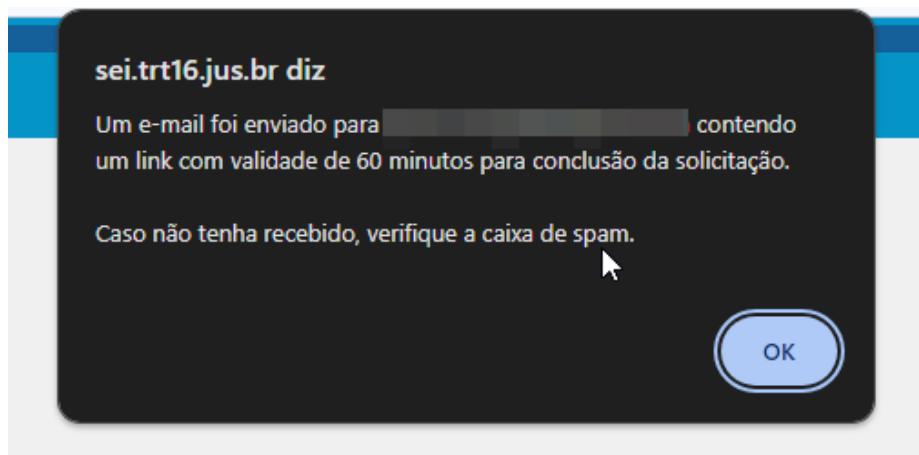 sei.trt16.jus.br diz
Um e-mail foi enviado para contendo
um link com validade de 60 minutos para conclusão da solicitação.
Caso não tenha recebido, verifique a caixa de spam.
OK